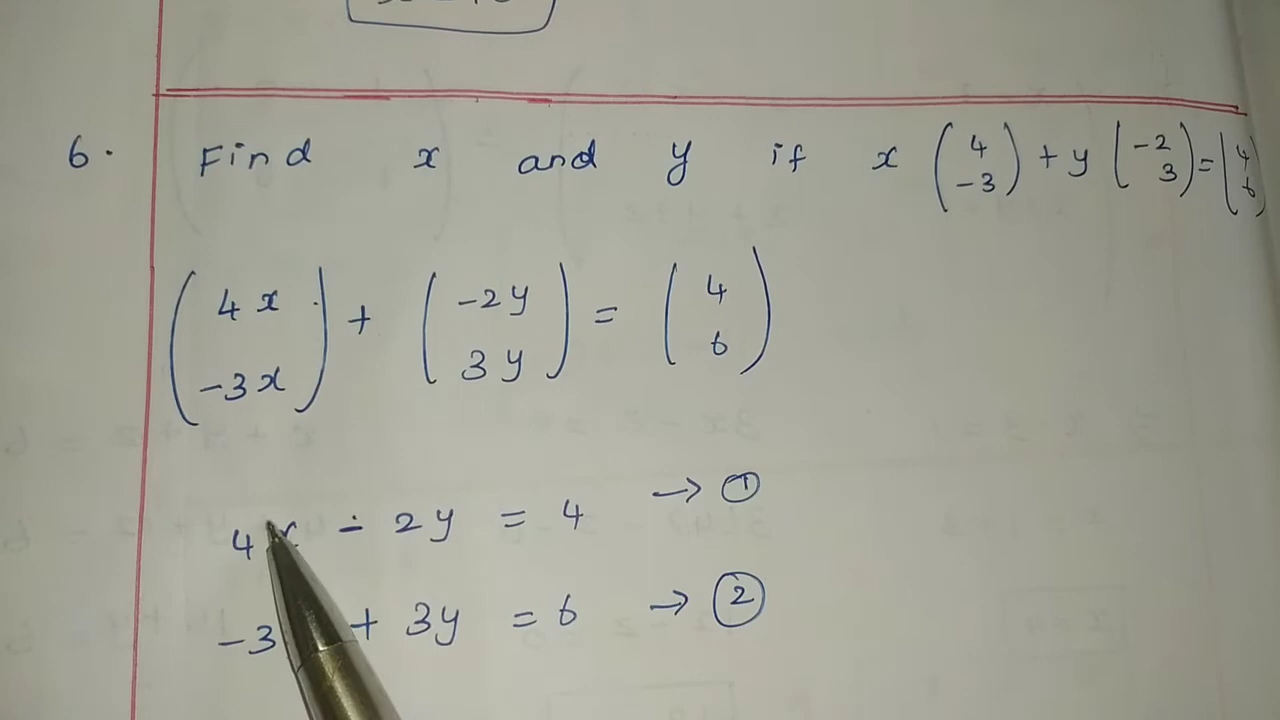 6. Find x and y if x ( 4 -3 ) + y ( -2 3 ) = ( 4 6 )
( 4x -3x ) + ( -2y 3y ) = ( 4 6 )
4x - 2y = 4 → ①
-3 + 3y = 6 → ②